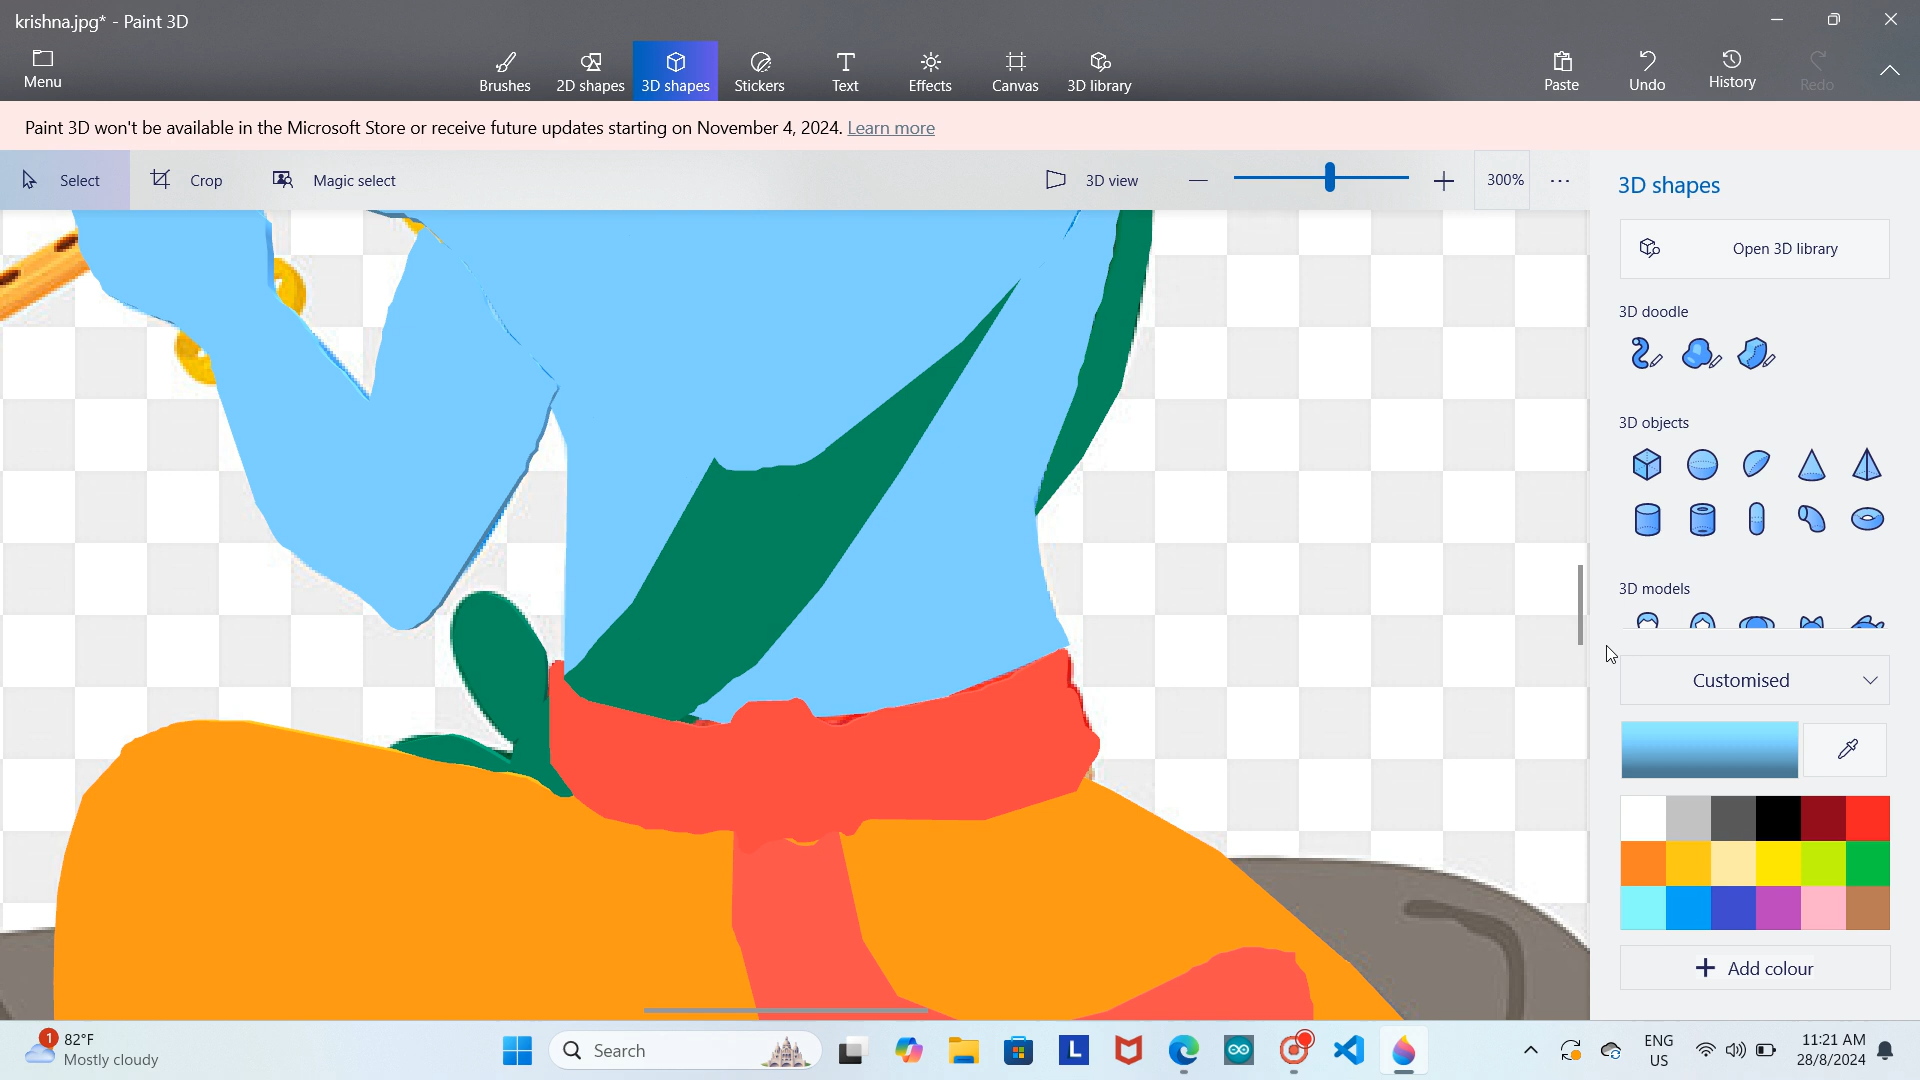 krishna.jpg* - Paint 3D
Menu
Brushes
2D shapes
3D shapes
Stickers
Text
Effects
Canvas
3D library
Paste
Undo
History
Redo
Paint 3D won't be available in the Microsoft Store or receive future updates starting on November 4, 2024. Learn more
Select
Crop
Magic select
3D view
300%
3D shapes
Open 3D library
3D doodle
3D objects
3D models
Customised
Add colour
1
82°F
Mostly cloudy
Search
L
ENG
US
11:21 AM
28/8/2024